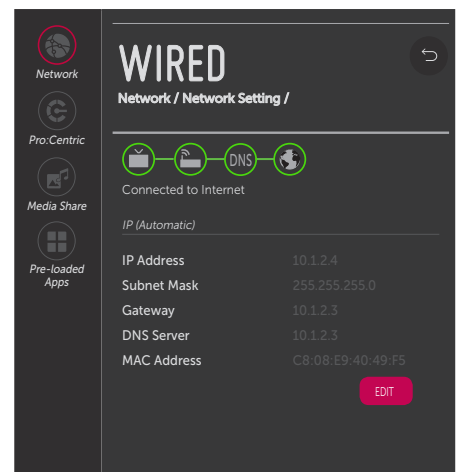 Network
Pro:Centric
Media Share
Pre-loaded
Apps
WIRED
Network / Network Setting /
DNS
Connected to Internet
IP (Automatic)
IP Address 10.1.2.4
Subnet Mask 255.255.255.0
Gateway 10.1.2.3
DNS Server 10.1.2.3
MAC Address C8:08:E9:40:49:F5
EDIT